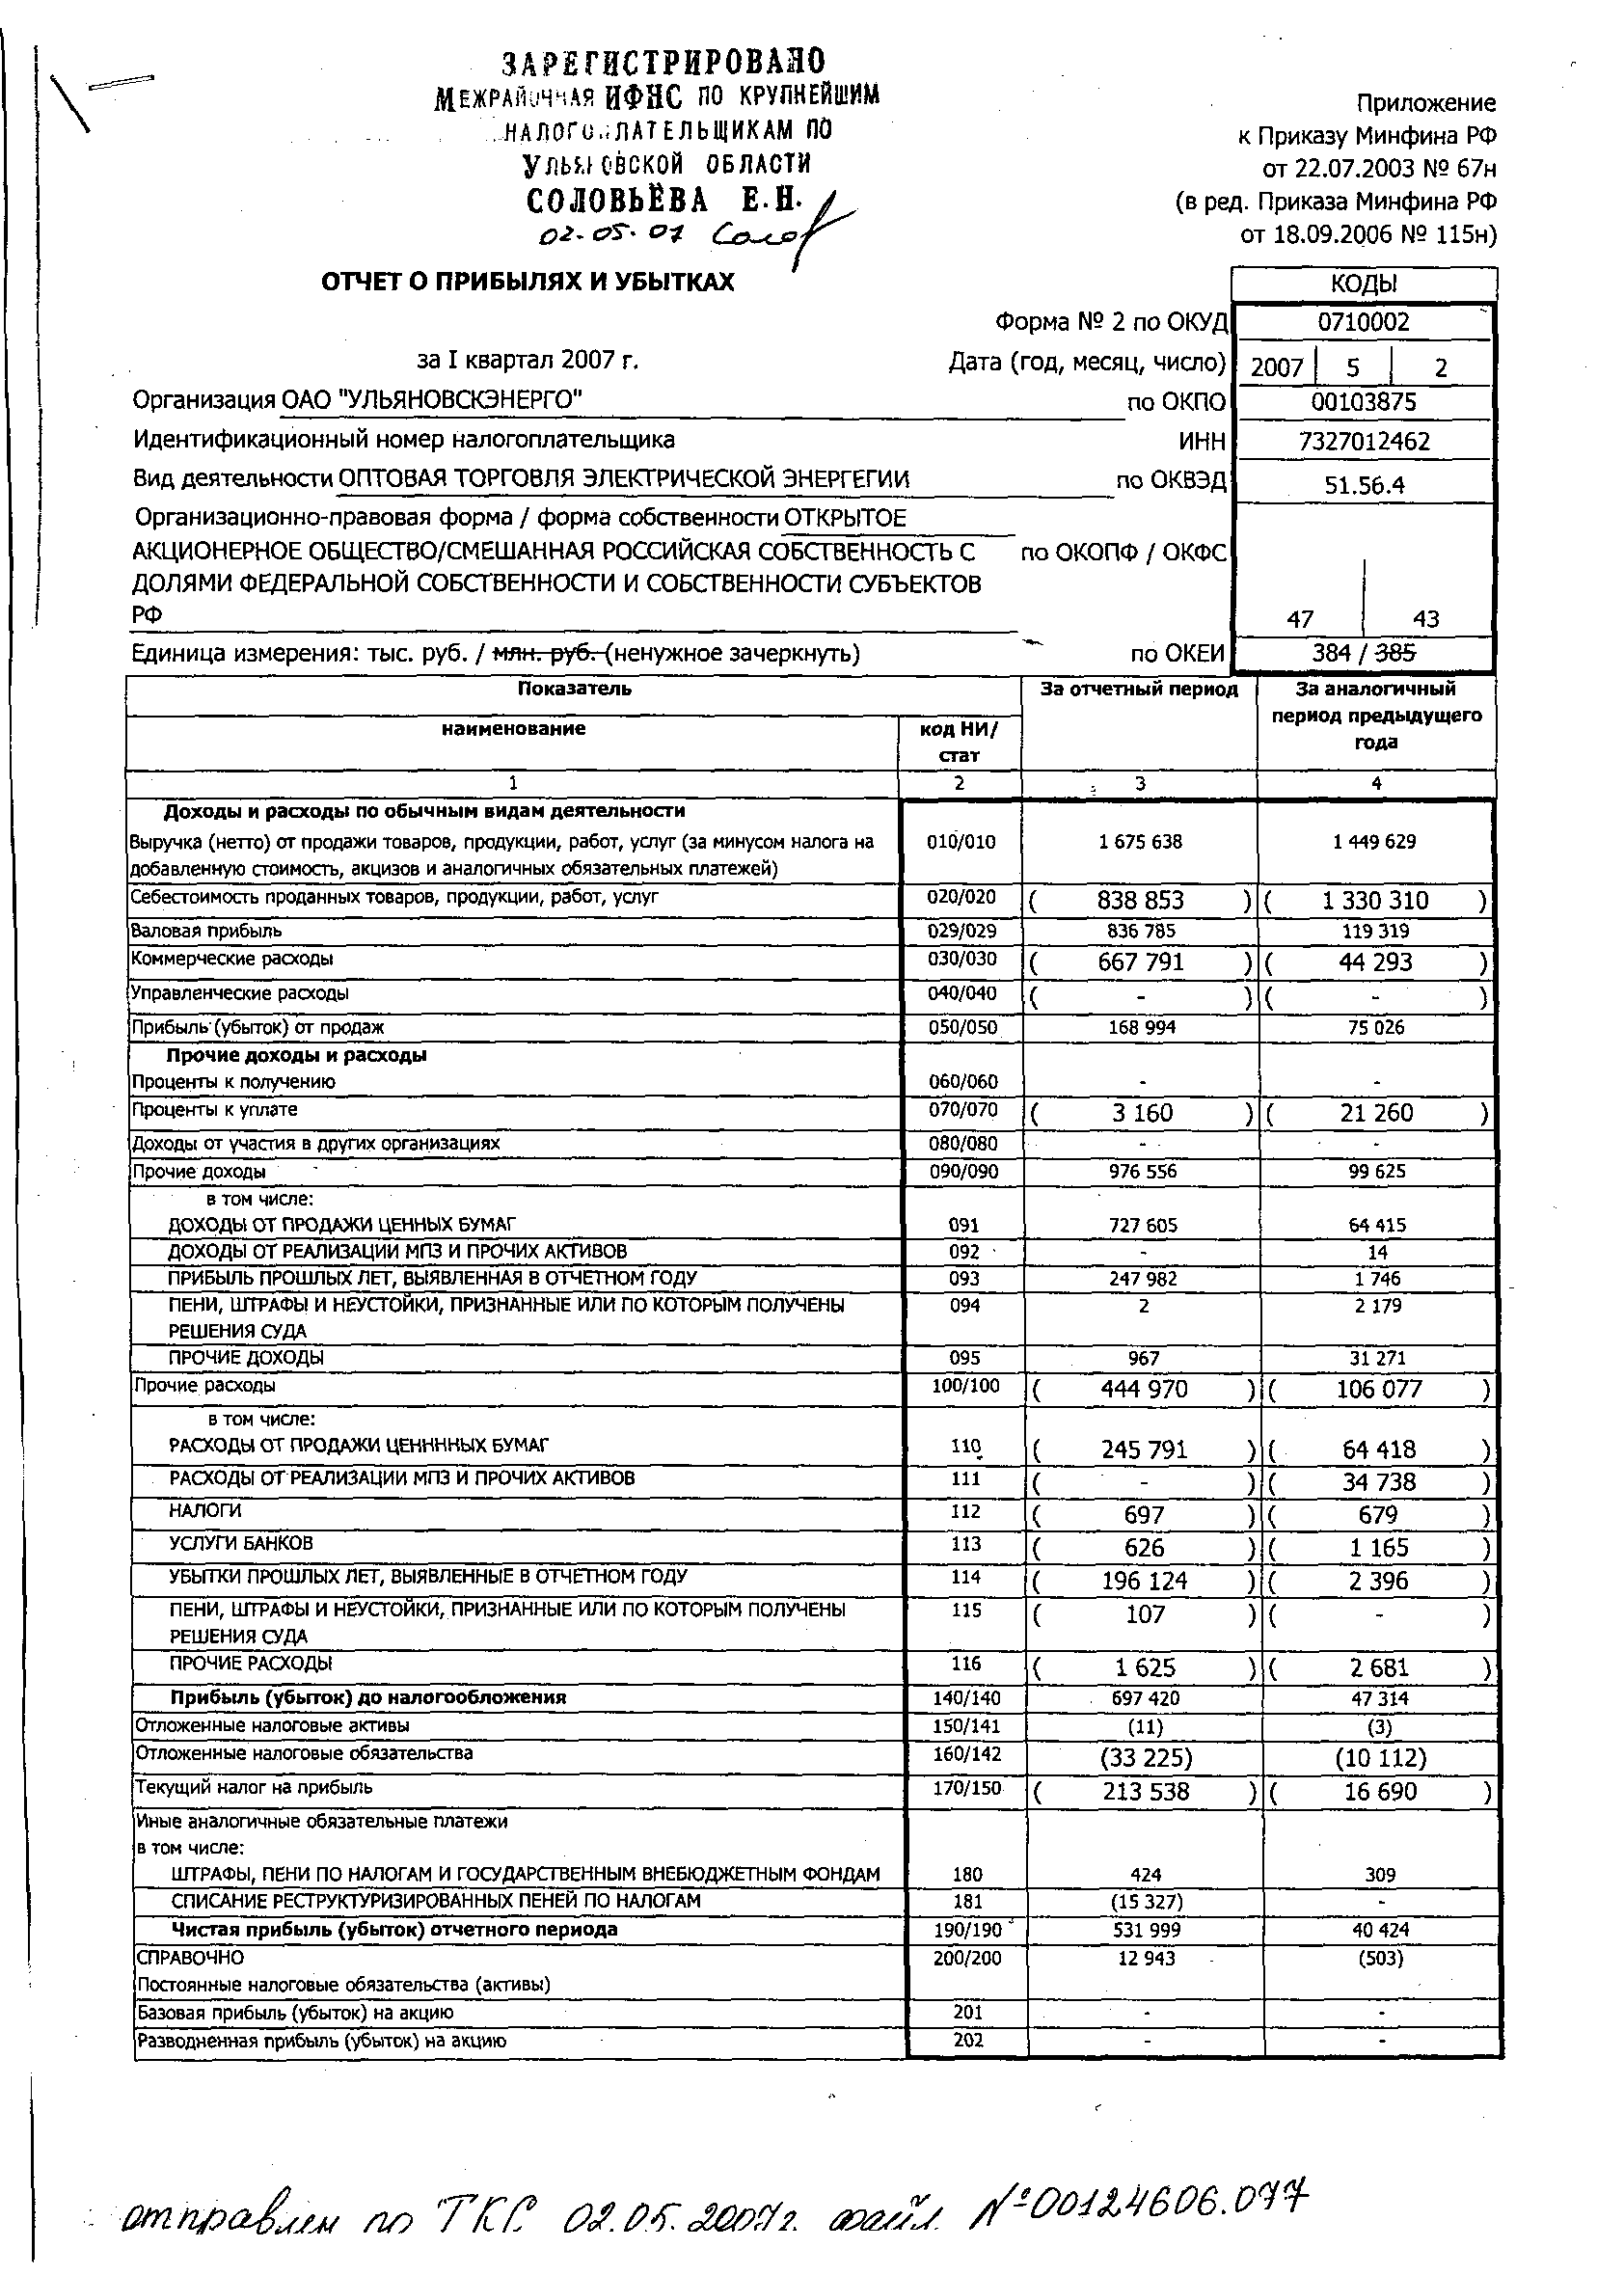 ЗАРЕГИСТРИРОВАНО
МЕЖРАЙОННАЯ ИФНС ПО КРУПНЕЙШИМ
НАЛОГОПЛАТЕЛЬЩИКАМ ПО
УЛЬЯНОВСКОЙ ОБЛАСТИ
СОЛОВЬЁВА Е.Н.
02.05.07
Приложение
к Приказу Минфина РФ
от 22.07.2003 № 67н
(в ред. Приказа Минфина РФ
от 18.09.2006 № 115н)
ОТЧЕТ О ПРИБЫЛЯХ И УБЫТКАХ
КОДЫ
Форма № 2 по ОКУД 0710002
за I квартал 2007 г. Дата (год, месяц, число) 2007 5 2
Организация ОАО "УЛЬЯНОВСКЭНЕРГО" по ОКПО 00103875
Идентификационный номер налогоплательщика ИНН 7327012462
Вид деятельности ОПТОВАЯ ТОРГОВЛЯ ЭЛЕКТРИЧЕСКОЙ ЭНЕРГЕГИИ по ОКВЭД 51.56.4
Организационно-правовая форма / форма собственности ОТКРЫТОЕ
АКЦИОНЕРНОЕ ОБЩЕСТВО/СМЕШАННАЯ РОССИЙСКАЯ СОБСТВЕННОСТЬ С по ОКОПФ / ОКФС
ДОЛЯМИ ФЕДЕРАЛЬНОЙ СОБСТВЕННОСТИ И СОБСТВЕННОСТИ СУБЪЕКТОВ
РФ 47 43
Единица измерения: тыс. руб. / млн. руб. (ненужное зачеркнуть) по ОКЕИ 384 / 385
Показатель За отчетный период За аналогичный
период предыдущего
года
наименование код НИ/
стат
1 2 3 4
Доходы и расходы по обычным видам деятельности
Выручка (нетто) от продажи товаров, продукции, работ, услуг (за минусом налога на 010/010 1 675 638 1 449 629
добавленную стоимость, акцизов и аналогичных обязательных платежей)
Себестоимость проданных товаров, продукции, работ, услуг 020/020 ( 838 853 ) ( 1 330 310 )
Валовая прибыль 029/029 836 785 119 319
Коммерческие расходы 030/030 ( 667 791 ) ( 44 293 )
Управленческие расходы 040/040 ( - ) ( - )
Прибыль (убыток) от продаж 050/050 168 994 75 026
Прочие доходы и расходы
Проценты к получению 060/060 - -
Проценты к уплате 070/070 ( 3 160 ) ( 21 260 )
Доходы от участия в других организациях 080/080 - -
Прочие доходы 090/090 976 556 99 625
в том числе:
ДОХОДЫ ОТ ПРОДАЖИ ЦЕННЫХ БУМАГ 091 727 605 64 415
ДОХОДЫ ОТ РЕАЛИЗАЦИИ МПЗ И ПРОЧИХ АКТИВОВ 092 - 14
ПРИБЫЛЬ ПРОШЛЫХ ЛЕТ, ВЫЯВЛЕННАЯ В ОТЧЕТНОМ ГОДУ 093 247 982 1 746
ПЕНИ, ШТРАФЫ И НЕУСТОЙКИ, ПРИЗНАННЫЕ ИЛИ ПО КОТОРЫМ ПОЛУЧЕНЫ 094 2 2 179
РЕШЕНИЯ СУДА
ПРОЧИЕ ДОХОДЫ 095 967 31 271
Прочие расходы 100/100 ( 444 970 ) ( 106 077 )
в том числе:
РАСХОДЫ ОТ ПРОДАЖИ ЦЕНННЫХ БУМАГ 110 ( 245 791 ) ( 64 418 )
РАСХОДЫ ОТ РЕАЛИЗАЦИИ МПЗ И ПРОЧИХ АКТИВОВ 111 ( - ) ( 34 738 )
НАЛОГИ 112 ( 697 ) ( 679 )
УСЛУГИ БАНКОВ 113 ( 626 ) ( 1 165 )
УБЫТКИ ПРОШЛЫХ ЛЕТ, ВЫЯВЛЕННЫЕ В ОТЧЕТНОМ ГОДУ 114 ( 196 124 ) ( 2 396 )
ПЕНИ, ШТРАФЫ И НЕУСТОЙКИ, ПРИЗНАННЫЕ ИЛИ ПО КОТОРЫМ ПОЛУЧЕНЫ 115 ( 107 ) ( - )
РЕШЕНИЯ СУДА
ПРОЧИЕ РАСХОДЫ 116 ( 1 625 ) ( 2 681 )
Прибыль (убыток) до налогообложения 140/140 697 420 47 314
Отложенные налоговые активы 150/141 (11) (3)
Отложенные налоговые обязательства 160/142 (33 225) (10 112)
Текущий налог на прибыль 170/150 ( 213 538 ) ( 16 690 )
Иные аналогичные обязательные платежи
в том числе:
ШТРАФЫ, ПЕНИ ПО НАЛОГАМ И ГОСУДАРСТВЕННЫМ ВНЕБЮДЖЕТНЫМ ФОНДАМ 180 424 309
СПИСАНИЕ РЕСТРУКТУРИЗИРОВАННЫХ ПЕНЕЙ ПО НАЛОГАМ 181 (15 327) -
Чистая прибыль (убыток) отчетного периода 190/190 531 999 40 424
СПРАВОЧНО 200/200 12 943 (503)
Постоянные налоговые обязательства (активы)
Базовая прибыль (убыток) на акцию 201 - -
Разводненная прибыль (убыток) на акцию 202 - -
отправлен по ТКС 02.05.2007г. файл №00124606.077